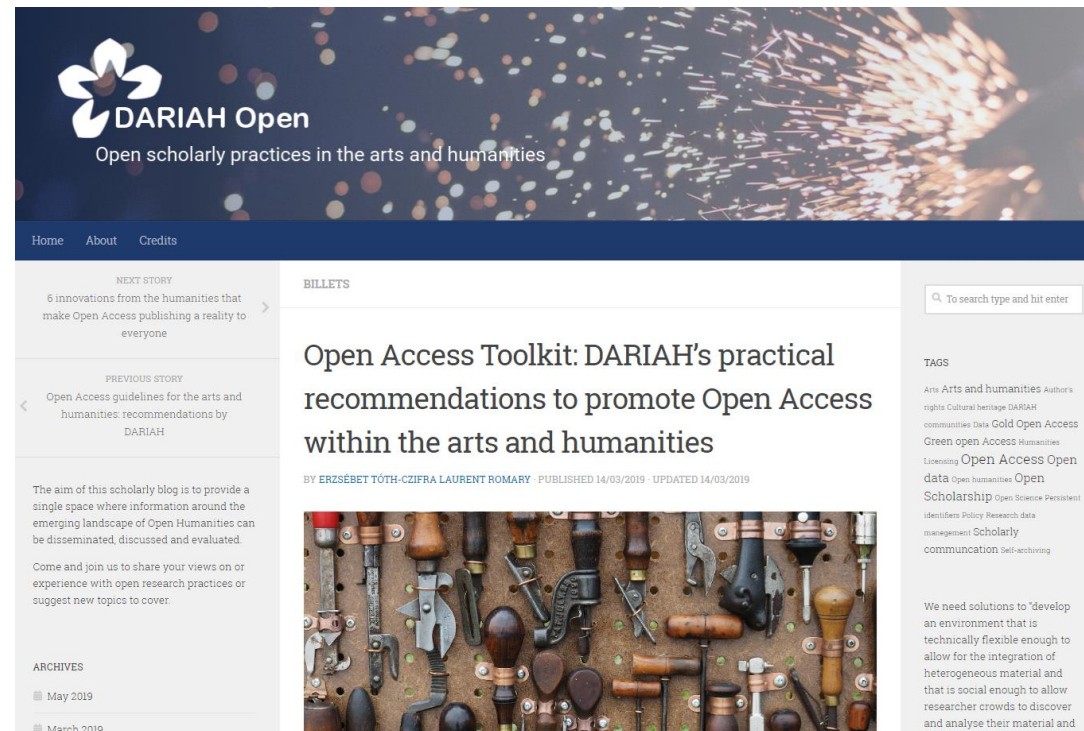 DARIAH Open
Open scholarly practices in the arts and humanities
Home About Credits
NEXT STORY
6 innovations from the humanities that
make Open Access publishing a reality to
everyone
PREVIOUS STORY
Open Access guidelines for the arts and
humanities: recommendations by
DARIAH
The aim of this scholarly blog is to provide a
single space where information around the
emerging landscape of Open Humanities can
be disseminated, discussed and evaluated.
Come and join us to share your views on or
experience with open research practices or
suggest new topics to cover.
ARCHIVES
May 2019
March 2019
BILLETS
Open Access Toolkit: DARIAH's practical
recommendations to promote Open Access
within the arts and humanities
BY ERZSÉBET TÓTH-CZIFRA LAURENT ROMARY · PUBLISHED 14/03/2019 · UPDATED 14/03/2019
To search type and hit enter
TAGS
Arts Arts and humanities Author's
rights Cultural heritage DARIAH
communities Data Gold Open Access
Green open Access Humanities
Licensing Open Access Open
data Open humanities Open
Scholarship Open Science Persistent
identifiers Policy Research data
manegement Scholarly
communcation Self-archiving
We need solutions to "develop
an environment that is
technically flexible enough to
allow for the integration of
heterogeneous material and
that is social enough to allow
researcher crowds to discover
and analyse their material and